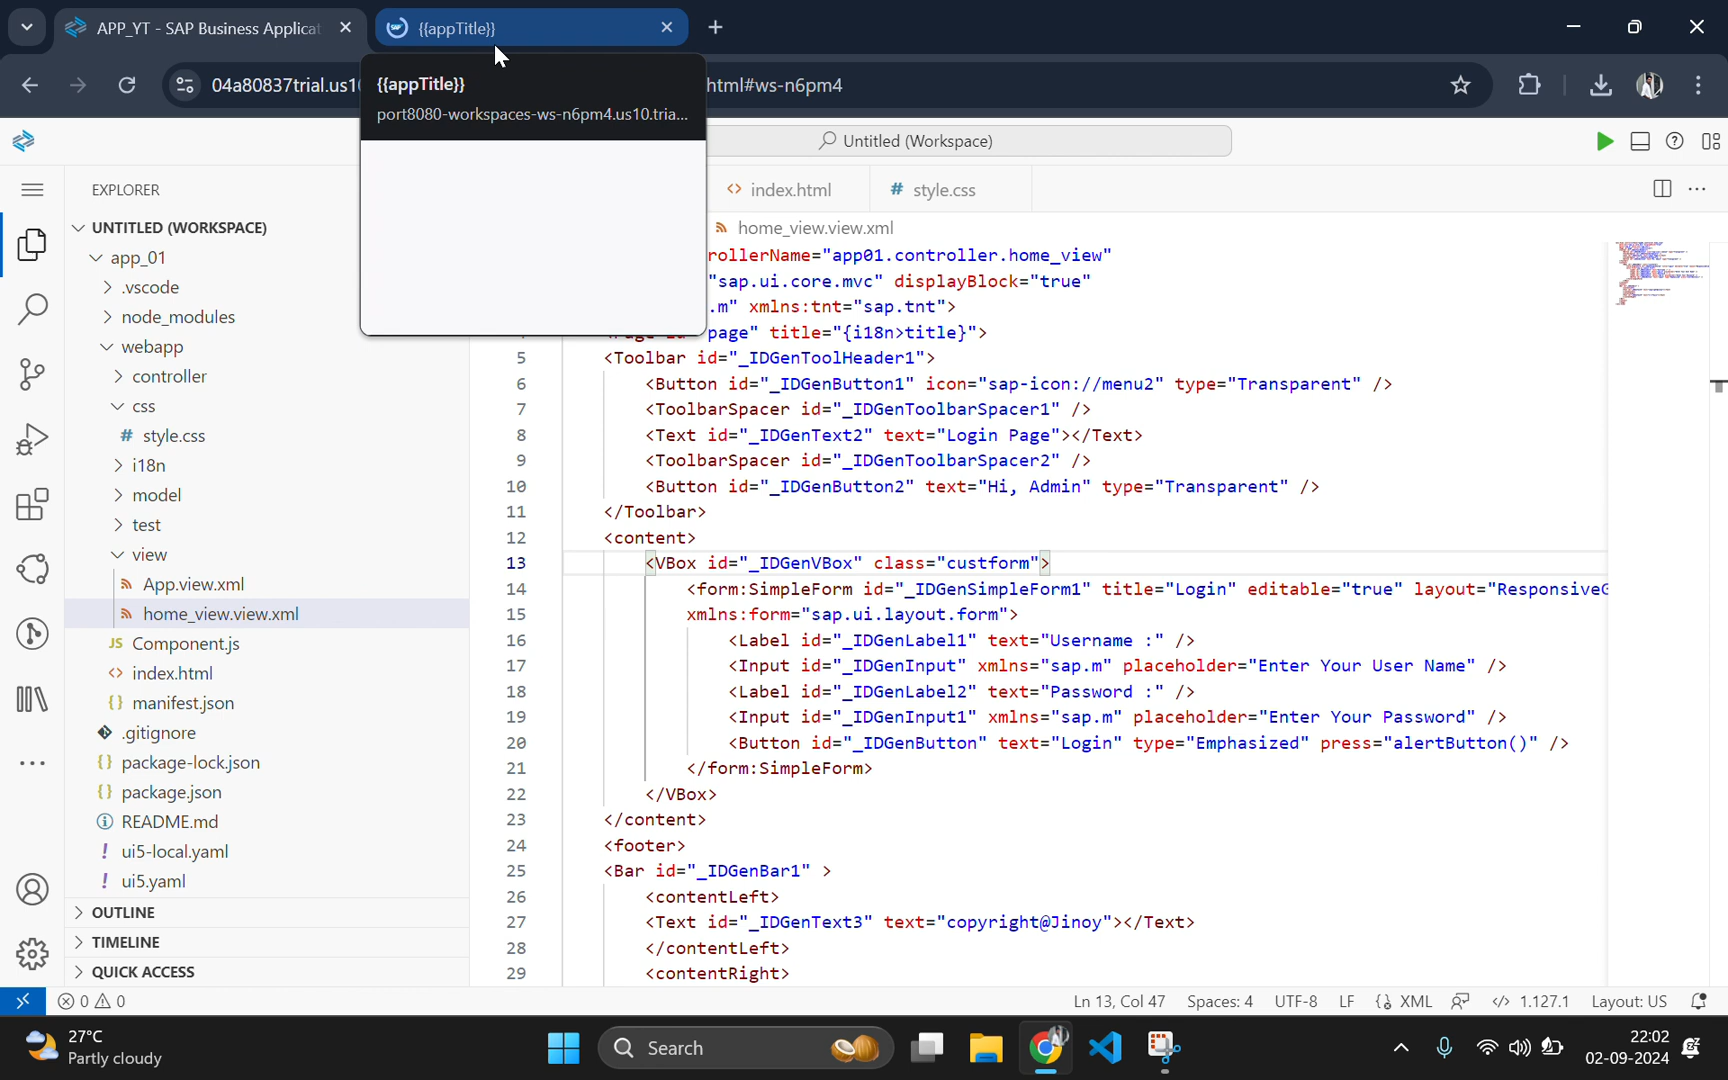 APP_YT - SAP Business Applicat
{{appTitle}}
04a80837trial.us1
html#ws-n6pm4
{{appTitle}}
port8080-workspaces-ws-n6pm4.us10.tria...
Untitled (Workspace)
EXPLORER
index.html
# style.css
UNTITLED (WORKSPACE)
home_view.view.xml
app_01
.vscode
node_modules
webapp
controller
css
# style.css
i18n
model
test
view
App.view.xml
home_view.view.xml
JS Component.js
<> index.html
{} manifest.json
.gitignore
{} package-lock.json
{} package.json
README.md
! ui5-local.yaml
! ui5.yaml
OUTLINE
TIMELINE
QUICK ACCESS
rollerName="app01.controller.home_view"
"sap.ui.core.mvc" displayBlock="true"
.m" xmlns:tnt="sap.tnt">
page" title="{i18n>title}">
5 <Toolbar id="_IDGenToolHeader1">
6 <Button id="_IDGenButton1" icon="sap-icon://menu2" type="Transparent" />
7 <ToolbarSpacer id="_IDGenToolbarSpacer1" />
8 <Text id="_IDGenText2" text="Login Page"></Text>
9 <ToolbarSpacer id="_IDGenToolbarSpacer2" />
10 <Button id="_IDGenButton2" text="Hi, Admin" type="Transparent" />
11 </Toolbar>
12 <content>
13 <VBox id="_IDGenVBox" class="custform">
14 <form:SimpleForm id="_IDGenSimpleForm1" title="Login" editable="true" layout="ResponsiveG
15 xmlns:form="sap.ui.layout.form">
16 <Label id="_IDGenLabel1" text="Username :" />
17 <Input id="_IDGenInput" xmlns="sap.m" placeholder="Enter Your User Name" />
18 <Label id="_IDGenLabel2" text="Password :" />
19 <Input id="_IDGenInput1" xmlns="sap.m" placeholder="Enter Your Password" />
20 <Button id="_IDGenButton" text="Login" type="Emphasized" press="alertButton()" />
21 </form:SimpleForm>
22 </VBox>
23 </content>
24 <footer>
25 <Bar id="_IDGenBar1" >
26 <contentLeft>
27 <Text id="_IDGenText3" text="copyright@Jinoy"></Text>
28 </contentLeft>
29 <contentRight>
0 0
Ln 13, Col 47 Spaces: 4 UTF-8 LF {} XML </> 1.127.1 Layout: US
27°C
Partly cloudy
Search
22:02
02-09-2024